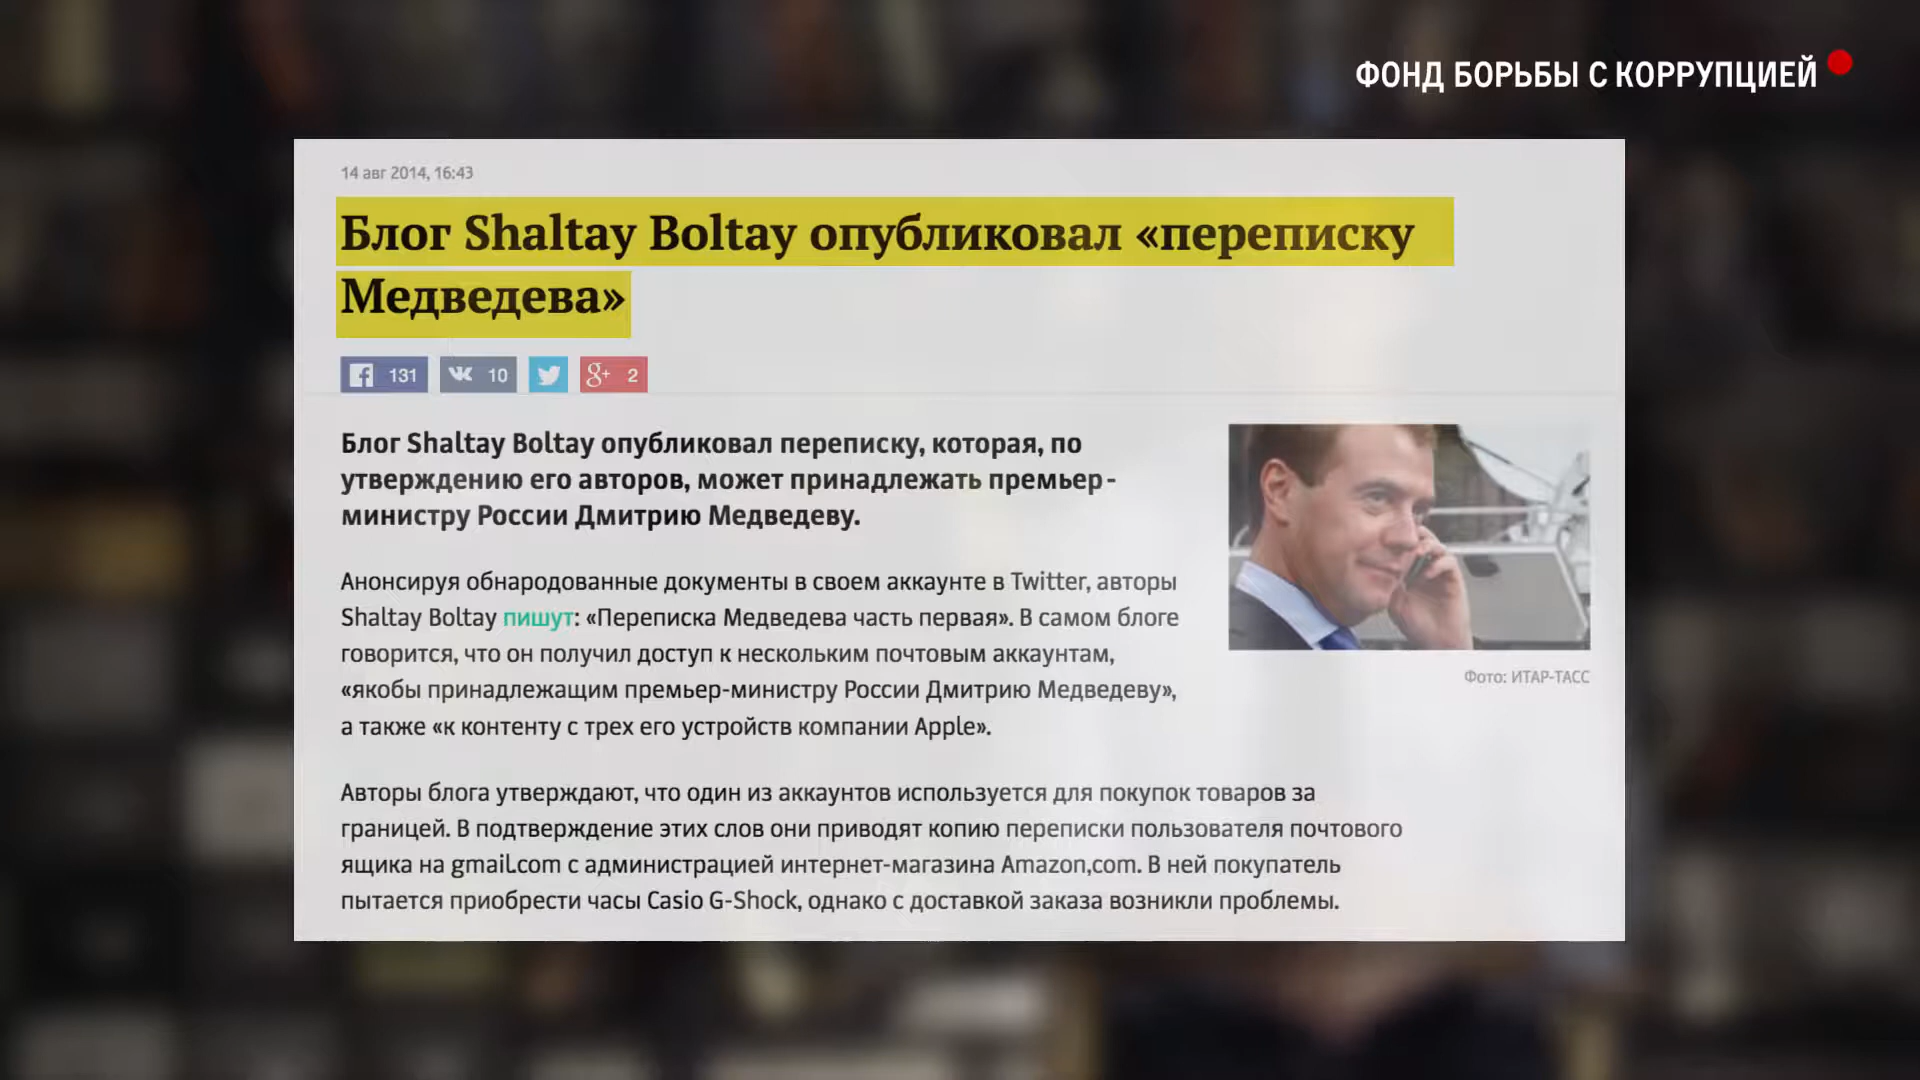 ФОНД БОРЬБЫ С КОРРУПЦИЕЙ
14 авг 2014, 16:43
Блог Shaltay Boltay опубликовал «переписку
Медведева»
131
10
g+ 2
Блог Shaltay Boltay опубликовал переписку, которая, по
утверждению его авторов, может принадлежать премьер-
министру России Дмитрию Медведеву.
Анонсируя обнародованные документы в своем аккаунте в Twitter, авторы
Shaltay Boltay пишут: «Переписка Медведева часть первая». В самом блоге
говорится, что он получил доступ к нескольким почтовым аккаунтам,
«якобы принадлежащим премьер-министру России Дмитрию Медведеву»,
а также «к контенту с трех его устройств компании Apple».
Фото: ИТАР-ТАСС
Авторы блога утверждают, что один из аккаунтов используется для покупок товаров за
границей. В подтверждение этих слов они приводят копию переписки пользователя почтового
ящика на gmail.com с администрацией интернет-магазина Amazon,com. В ней покупатель
пытается приобрести часы Casio G-Shock, однако с доставкой заказа возникли проблемы.